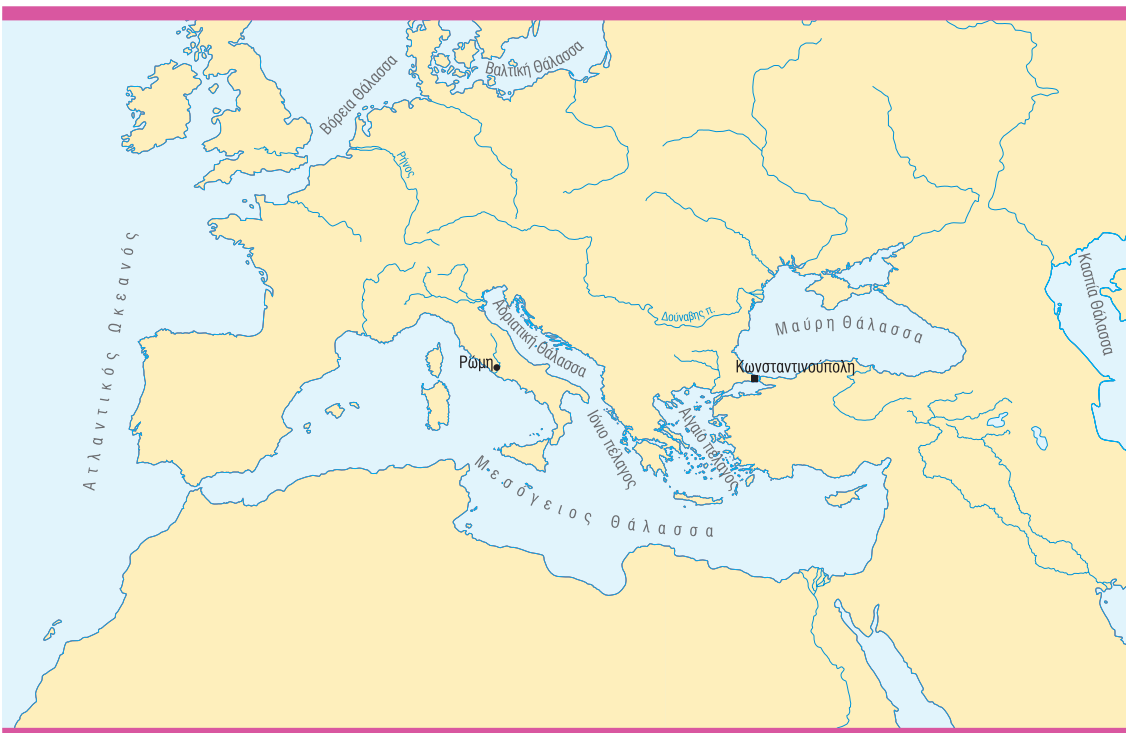 Βαλτική Θάλασσα
Βόρεια Θάλασσα
Ρήνος
Ατλαντικός Ωκεανός
Κασπία Θάλασσα
Δούναβης π.
Μαύρη Θάλασσα
Αδριατική Θάλασσα
Ρώμη
Κωνσταντινούπολη
Ιόνιο πέλαγος
Αιγαίο πέλαγος
Μεσόγειος Θάλασσα